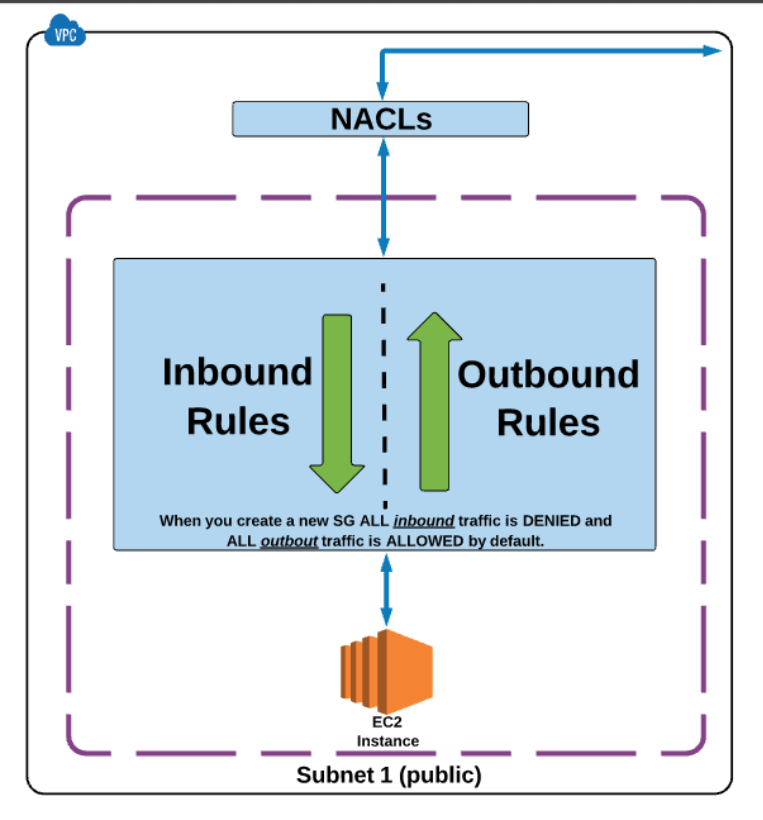 VPC
NACLs
Inbound
Rules
Outbound
Rules
When you create a new SG ALL inbound traffic is DENIED and
ALL outbout traffic is ALLOWED by default.
EC2
Instance
Subnet 1 (public)